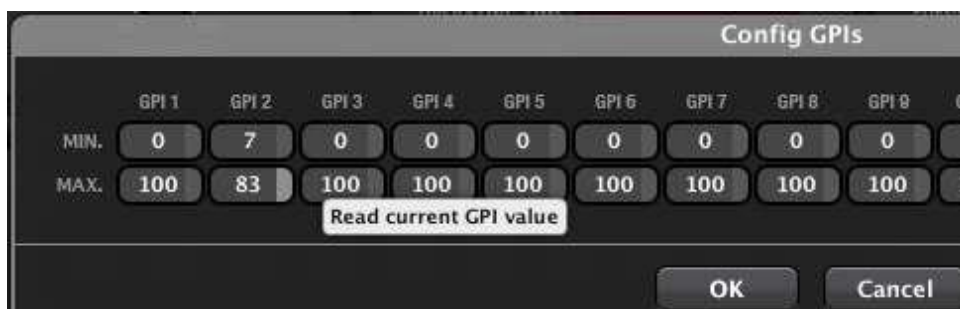 Config GPIs
GPI 1 GPI 2 GPI 3 GPI 4 GPI 5 GPI 6 GPI 7 GPI 8 GPI 9
MIN. 0 7 0 0 0 0 0 0 0
MAX. 100 83 100 100 100 100 100 100 100
Read current GPI value
OK Cancel